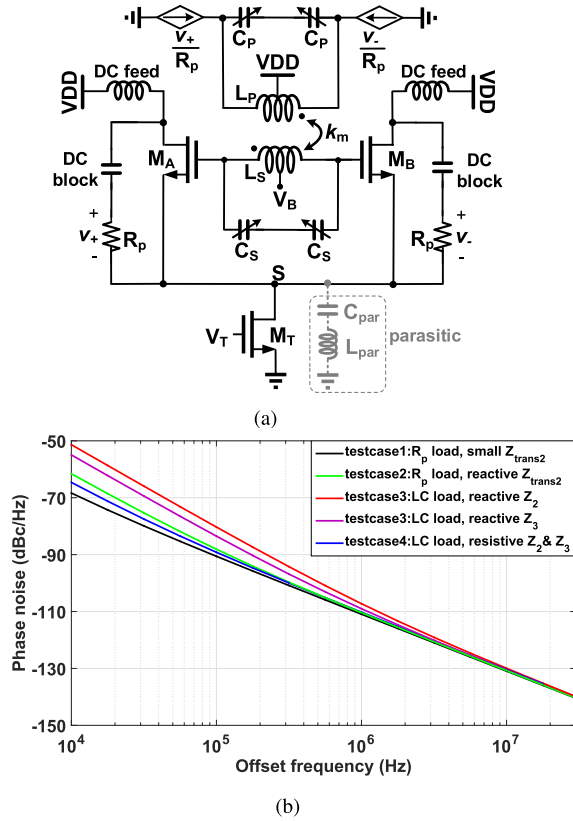 v+
Rp
CP
CP
v-
Rp
VDD
LP
km
DC feed
VDD
DC feed
VDD
MA
MB
LS
VB
DC block
DC block
CS
CS
+
v+
-
Rp
Rp
+
v-
-
S
VT
MT
Cpar
Lpar
parasitic
(a)
testcase1:Rp load, small Ztrans2
testcase2:Rp load, reactive Ztrans2
testcase3:LC load, reactive Z2
testcase3:LC load, reactive Z3
testcase4:LC load, resistive Z2& Z3
Phase noise (dBc/Hz)
-50
-70
-90
-110
-130
-150
10^4
10^5
10^6
10^7
Offset frequency (Hz)
(b)